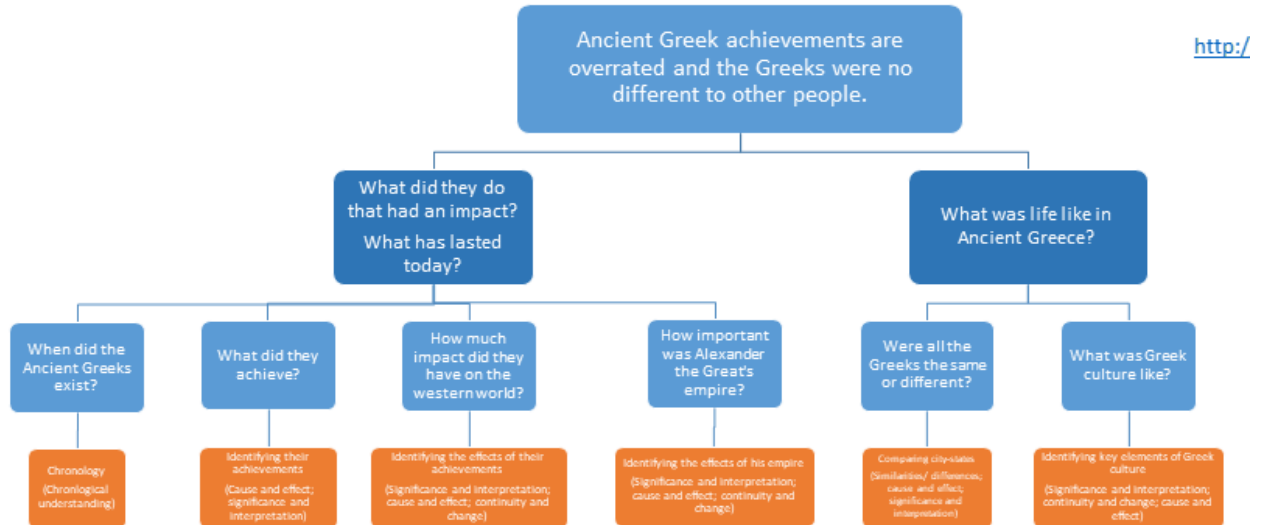 Ancient Greek achievements are
overrated and the Greeks were no
different to other people.
http:/
What did they do
that had an impact?
What has lasted
today?
What was life like in
Ancient Greece?
When did the
Ancient Greeks
exist?
What did they
achieve?
How much
impact did they
have on the
western world?
How important
was Alexander
the Great's
empire?
Were all the
Greeks the same
or different?
What was Greek
culture like?
Chronology
(Chronlogical
understanding)
Identifying their
achievements
(Cause and effect;
significance and
interpretation)
Identifying the effects of their
achievements
(Significance and interpretation;
cause and effect; continuity and
change)
Identifying the effects of his empire
(Significance and interpretation;
cause and effect; continuity and
change)
Comparing city-states
(Similarities/ differences;
cause and effect;
significance and
interpretation)
Identifying key elements of Greek
culture
(Significance and interpretation;
continuity and change; cause and
effect)